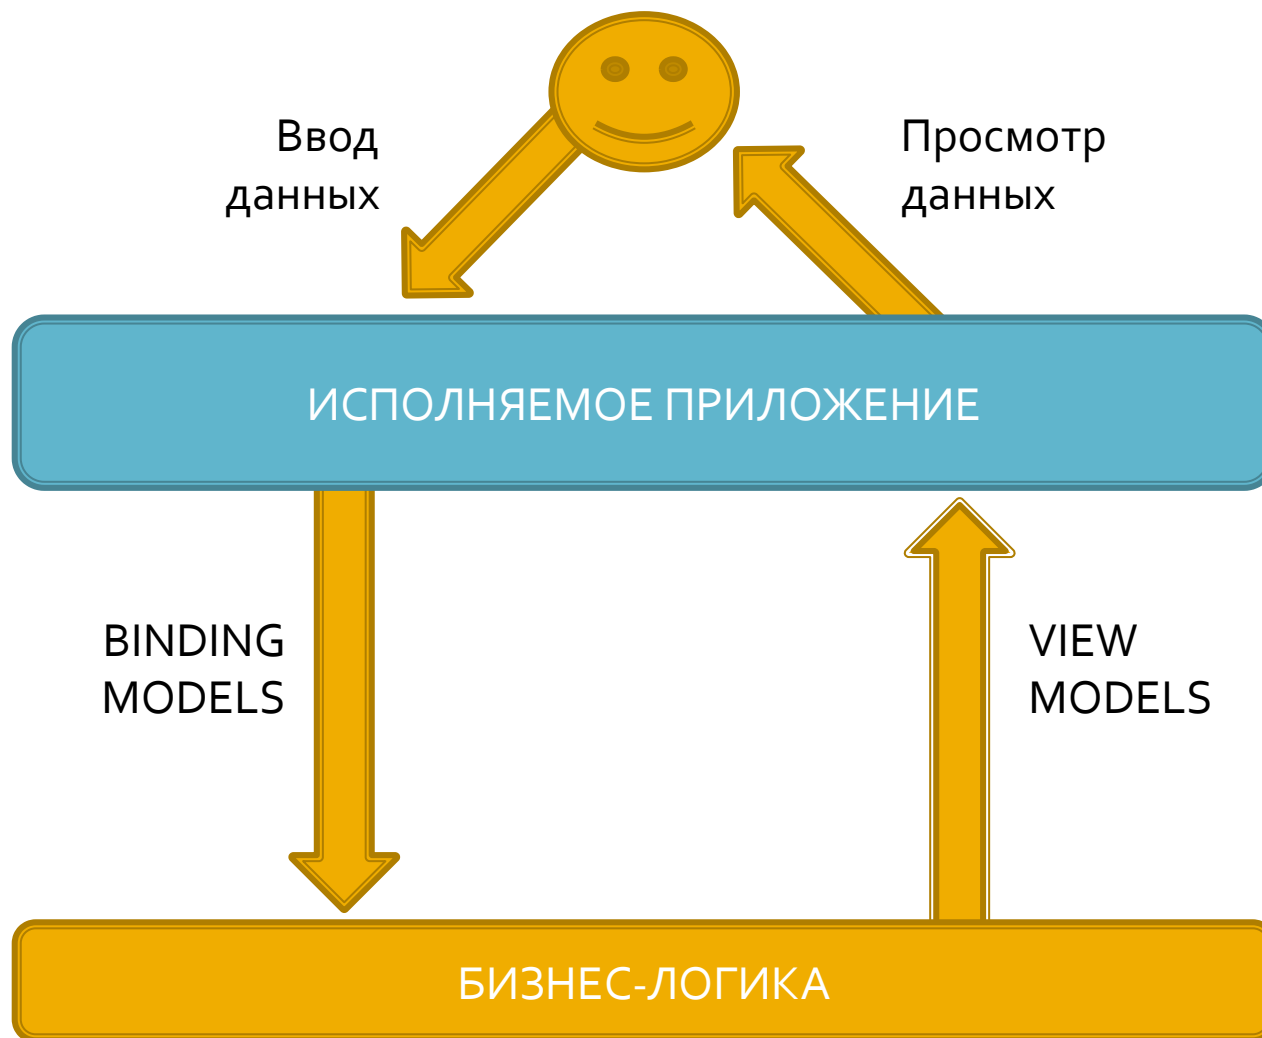 Ввод
данных
Просмотр
данных
ИСПОЛНЯЕМОЕ ПРИЛОЖЕНИЕ
BINDING
MODELS
VIEW
MODELS
БИЗНЕС-ЛОГИКА